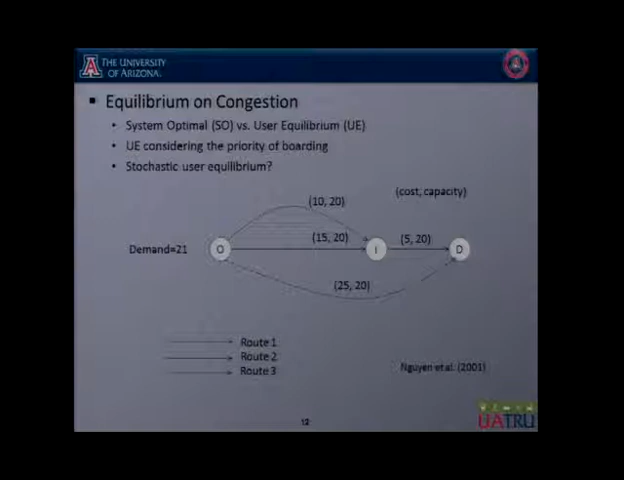 THE UNIVERSITY
OF ARIZONA.
Equilibrium on Congestion
System Optimal (SO) vs. User Equilibrium (UE)
UE considering the priority of boarding
Stochastic user equilibrium?
(10, 20)
(cost, capacity)
(15, 20)
(5, 20)
Demand=21
O
I
D
(25, 20)
Route 1
Route 2
Route 3
Nguyen et al. (2001)
12
UATRU